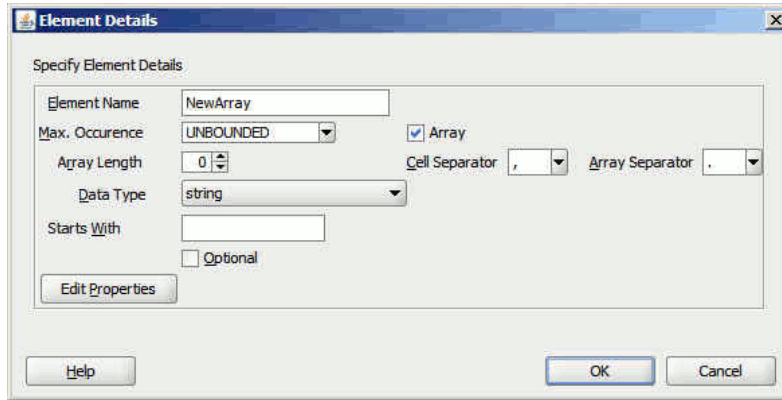 Element Details
Specify Element Details
Element Name NewArray
Max. Occurence UNBOUNDED Array
Array Length 0 Cell Separator , Array Separator .
Data Type string
Starts With
Optional
Edit Properties
Help OK Cancel